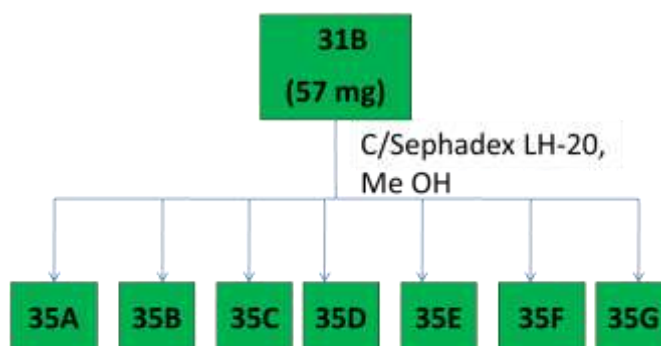 31B
(57 mg)
C/Sephadex LH-20,
Me OH
35A 35B 35C 35D 35E 35F 35G